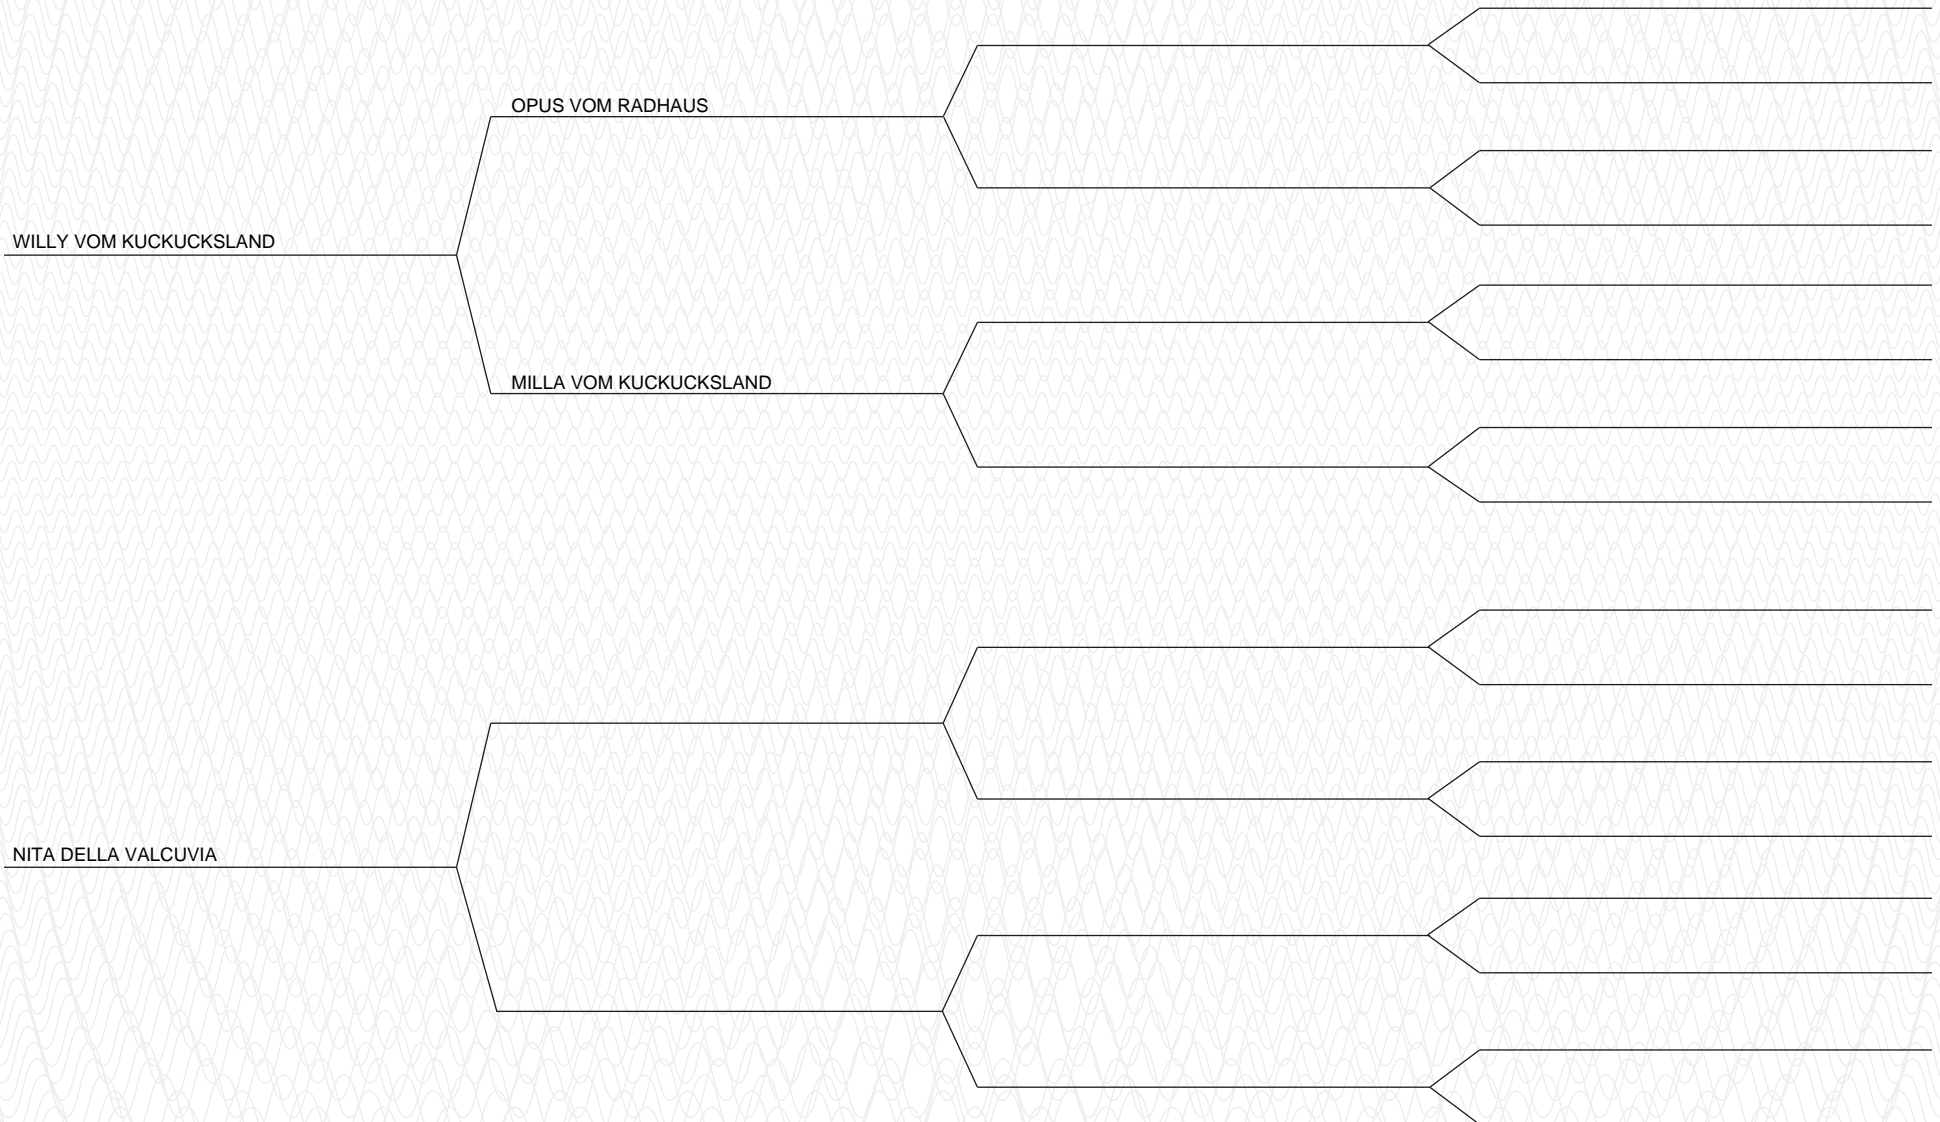 OPUS VOM RADHAUS
WILLY VOM KUCKUCKSLAND
MILLA VOM KUCKUCKSLAND
NITA DELLA VALCUVIA